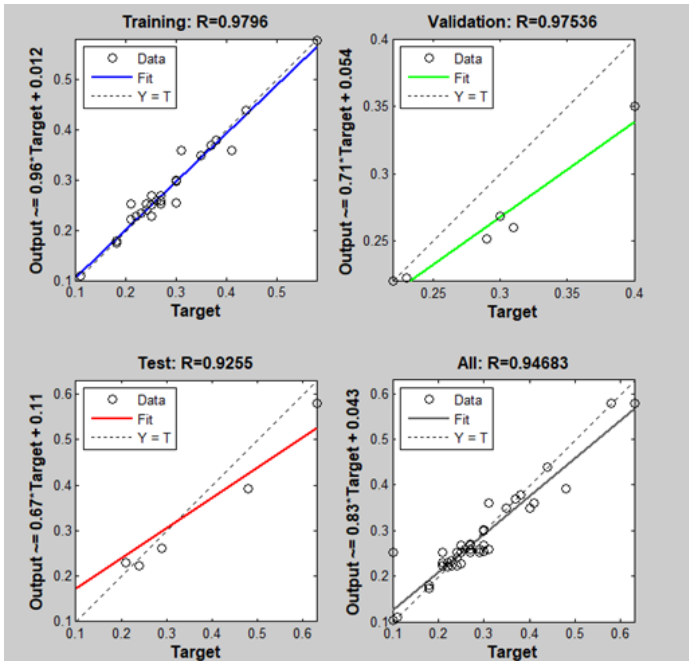 Training: R=0.9796
Output ~= 0.96*Target + 0.012
0.5
0.4
0.3
0.2
0.1
Data
Fit
Y = T
0.1 0.2 0.3 0.4 0.5
Target
Validation: R=0.97536
Output ~= 0.71*Target + 0.054
0.4
0.35
0.3
0.25
Data
Fit
Y = T
0.25 0.3 0.35 0.4
Target
Test: R=0.9255
Output ~= 0.67*Target + 0.11
0.6
0.5
0.4
0.3
0.2
0.1
Data
Fit
Y = T
0.1 0.2 0.3 0.4 0.5 0.6
Target
All: R=0.94683
Output ~= 0.83*Target + 0.043
0.6
0.5
0.4
0.3
0.2
0.1
Data
Fit
Y = T
0.1 0.2 0.3 0.4 0.5 0.6
Target